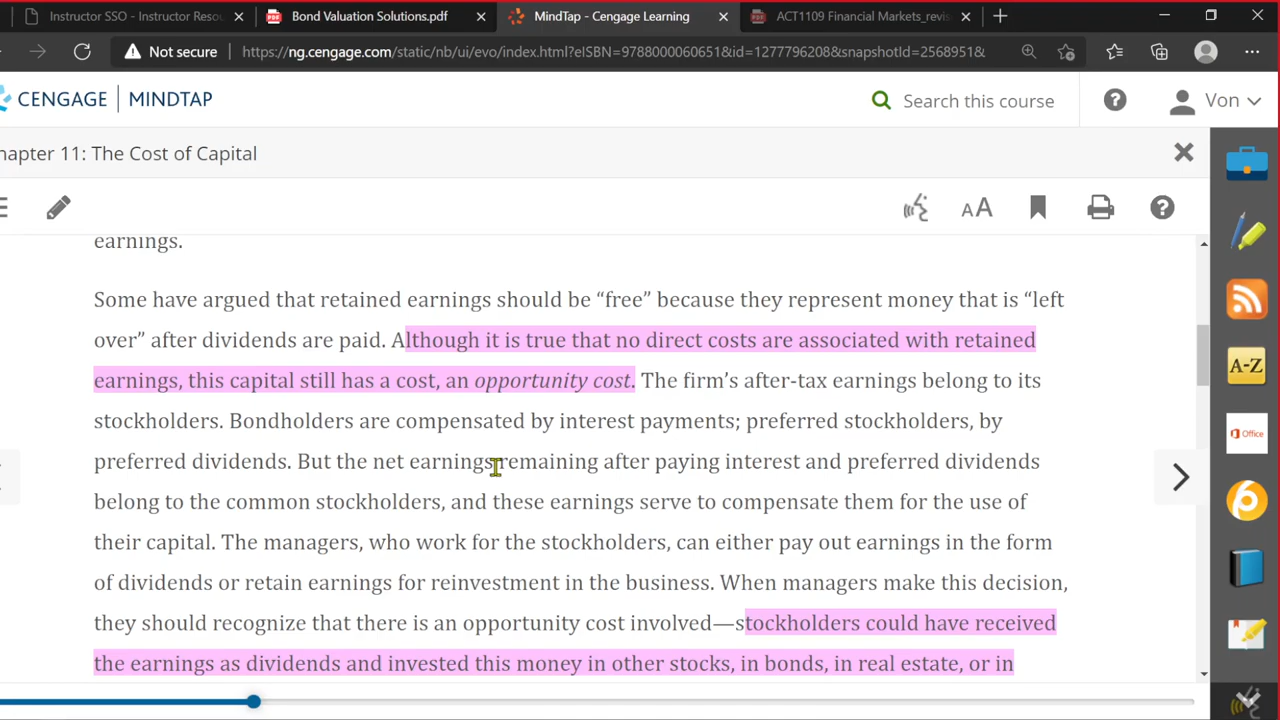 Instructor SSO - Instructor Resou
Bond Valuation Solutions.pdf
MindTap - Cengage Learning
ACT1109 Financial Markets_revis
Not secure
https://ng.cengage.com/static/nb/ui/evo/index.html?eISBN=9788000060651&id=1277796208&snapshotId=2568951&
CENGAGE | MINDTAP
Search this course
Von
hapter 11: The Cost of Capital
AA
earnings.
Some have argued that retained earnings should be “free” because they represent money that is “left
over” after dividends are paid. Although it is true that no direct costs are associated with retained
earnings, this capital still has a cost, an opportunity cost. The firm’s after-tax earnings belong to its
stockholders. Bondholders are compensated by interest payments; preferred stockholders, by
preferred dividends. But the net earnings remaining after paying interest and preferred dividends
belong to the common stockholders, and these earnings serve to compensate them for the use of
their capital. The managers, who work for the stockholders, can either pay out earnings in the form
of dividends or retain earnings for reinvestment in the business. When managers make this decision,
they should recognize that there is an opportunity cost involved—stockholders could have received
the earnings as dividends and invested this money in other stocks, in bonds, in real estate, or in
A-Z
Office